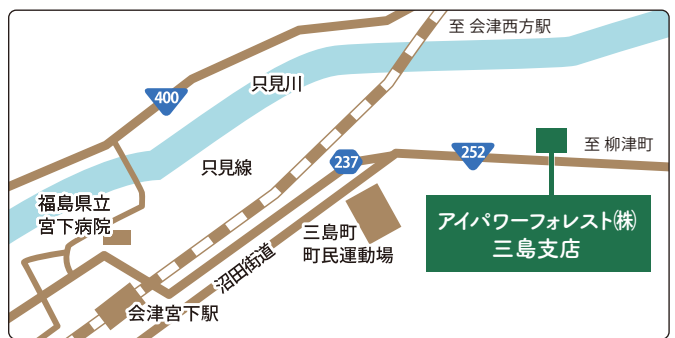 至 会津西方駅
只見川
400
252
至 柳津町
237
只見線
福島県立
宮下病院
アイパワーフォレスト㈱
三島支店
三島町
町民運動場
沼田街道
会津宮下駅